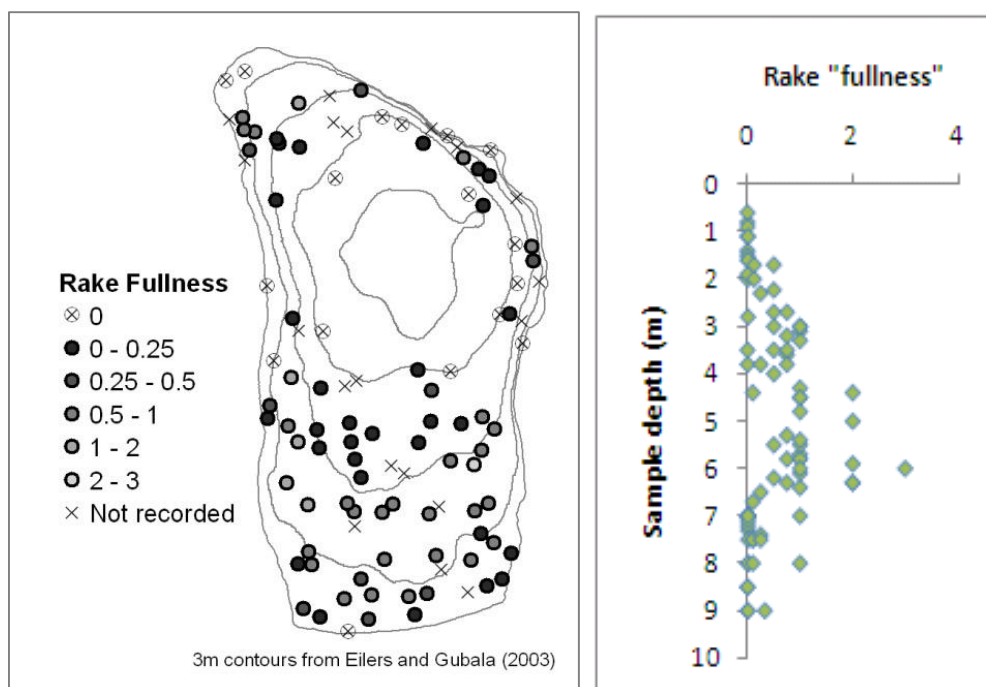 Rake Fullness
0
0 - 0.25
0.25 - 0.5
0.5 - 1
1 - 2
2 - 3
Not recorded
3m contours from Eilers and Gubala (2003)
Rake "fullness"
0 2 4
Sample depth (m)
0
1
2
3
4
5
6
7
8
9
10